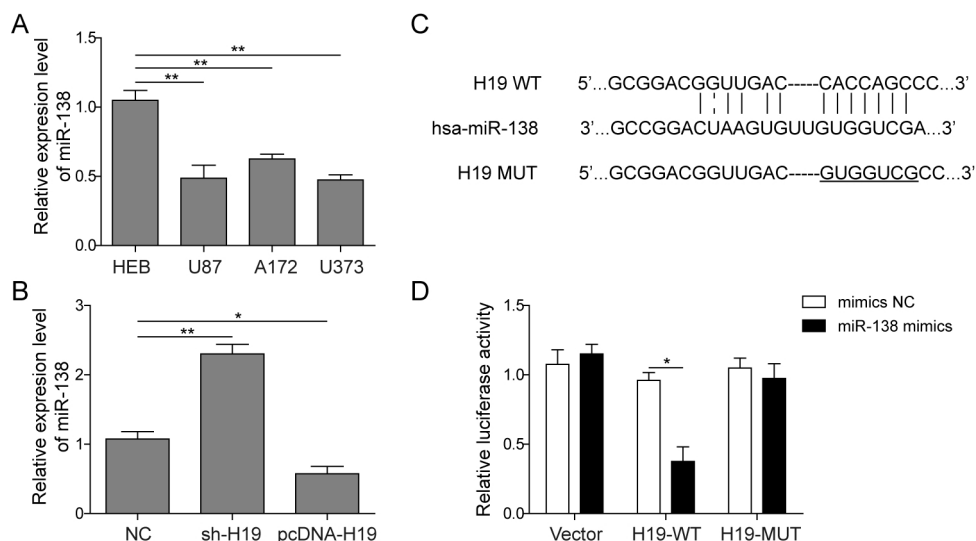 A
Relative expression level
of miR-138
1.5
1.0
0.5
0.0
**
**
**
HEB U87 A172 U373
B
Relative expression level
of miR-138
3
2
1
0
*
**
NC sh-H19 pcDNA-H19
C
H19 WT 5’...GCGGACGGUUGAC-----CACCAGCCC...3’
hsa-miR-138 3’...GCCGGACUAAGUGUUGUGGUCGA...3’
H19 MUT 5’...GCGGACGGUUGAC-----GUGGUCGCC...3’
D
Relative luciferase activity
1.5
1.0
0.5
0.0
*
mimics NC
miR-138 mimics
Vector H19-WT H19-MUT